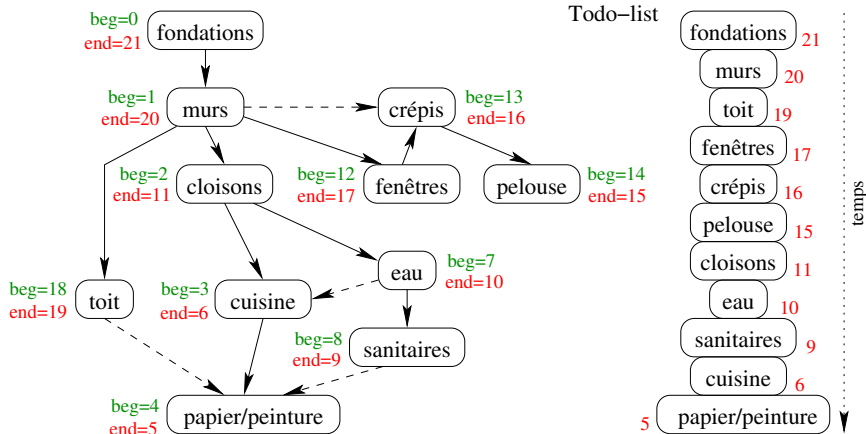 beg=0
end=21
fondations
beg=1
end=20
murs
crépis
beg=13
end=16
beg=2
end=11
cloisons
beg=12
end=17
fenêtres
pelouse
beg=14
end=15
beg=18
end=19
toit
beg=3
end=6
cuisine
eau
beg=7
end=10
beg=8
end=9
sanitaires
beg=4
end=5
papier/peinture
Todo-list
fondations 21
murs 20
toit 19
fenêtres 17
crépis 16
pelouse 15
cloisons 11
eau 10
sanitaires 9
cuisine 6
5 papier/peinture
temps